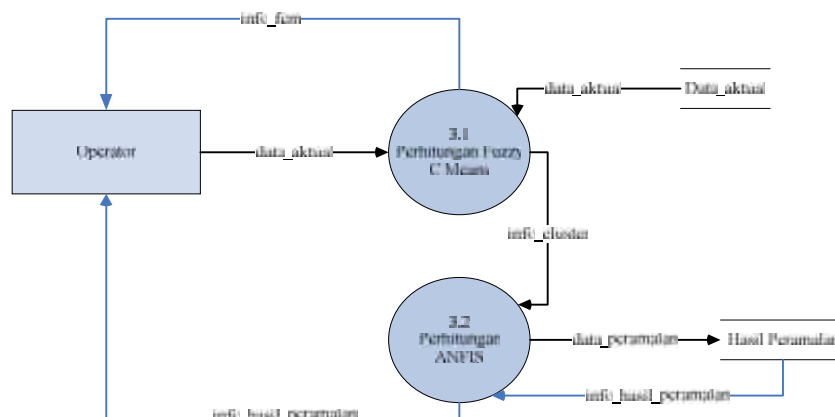 info_fcm
data_aktual
Data_aktual
3.1
Perhitungan Fuzzy
C Means
Operator
data_aktual
info_cluster
3.2
Perhitungan
ANFIS
data_peramalan
Hasil Peramalan
info_hasil_peramalan
info_hasil_peramalan